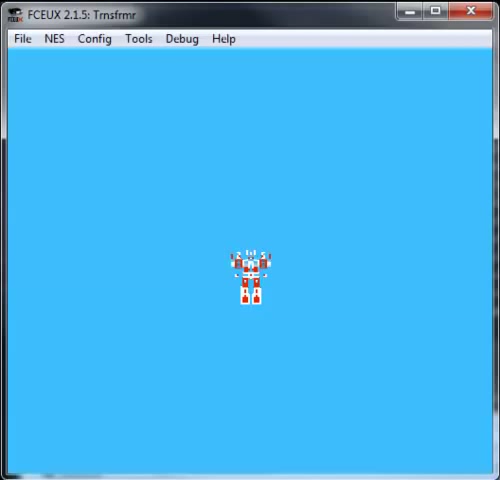 FCEUX 2.1.5: Trnsfrmr
File NES Config Tools Debug Help